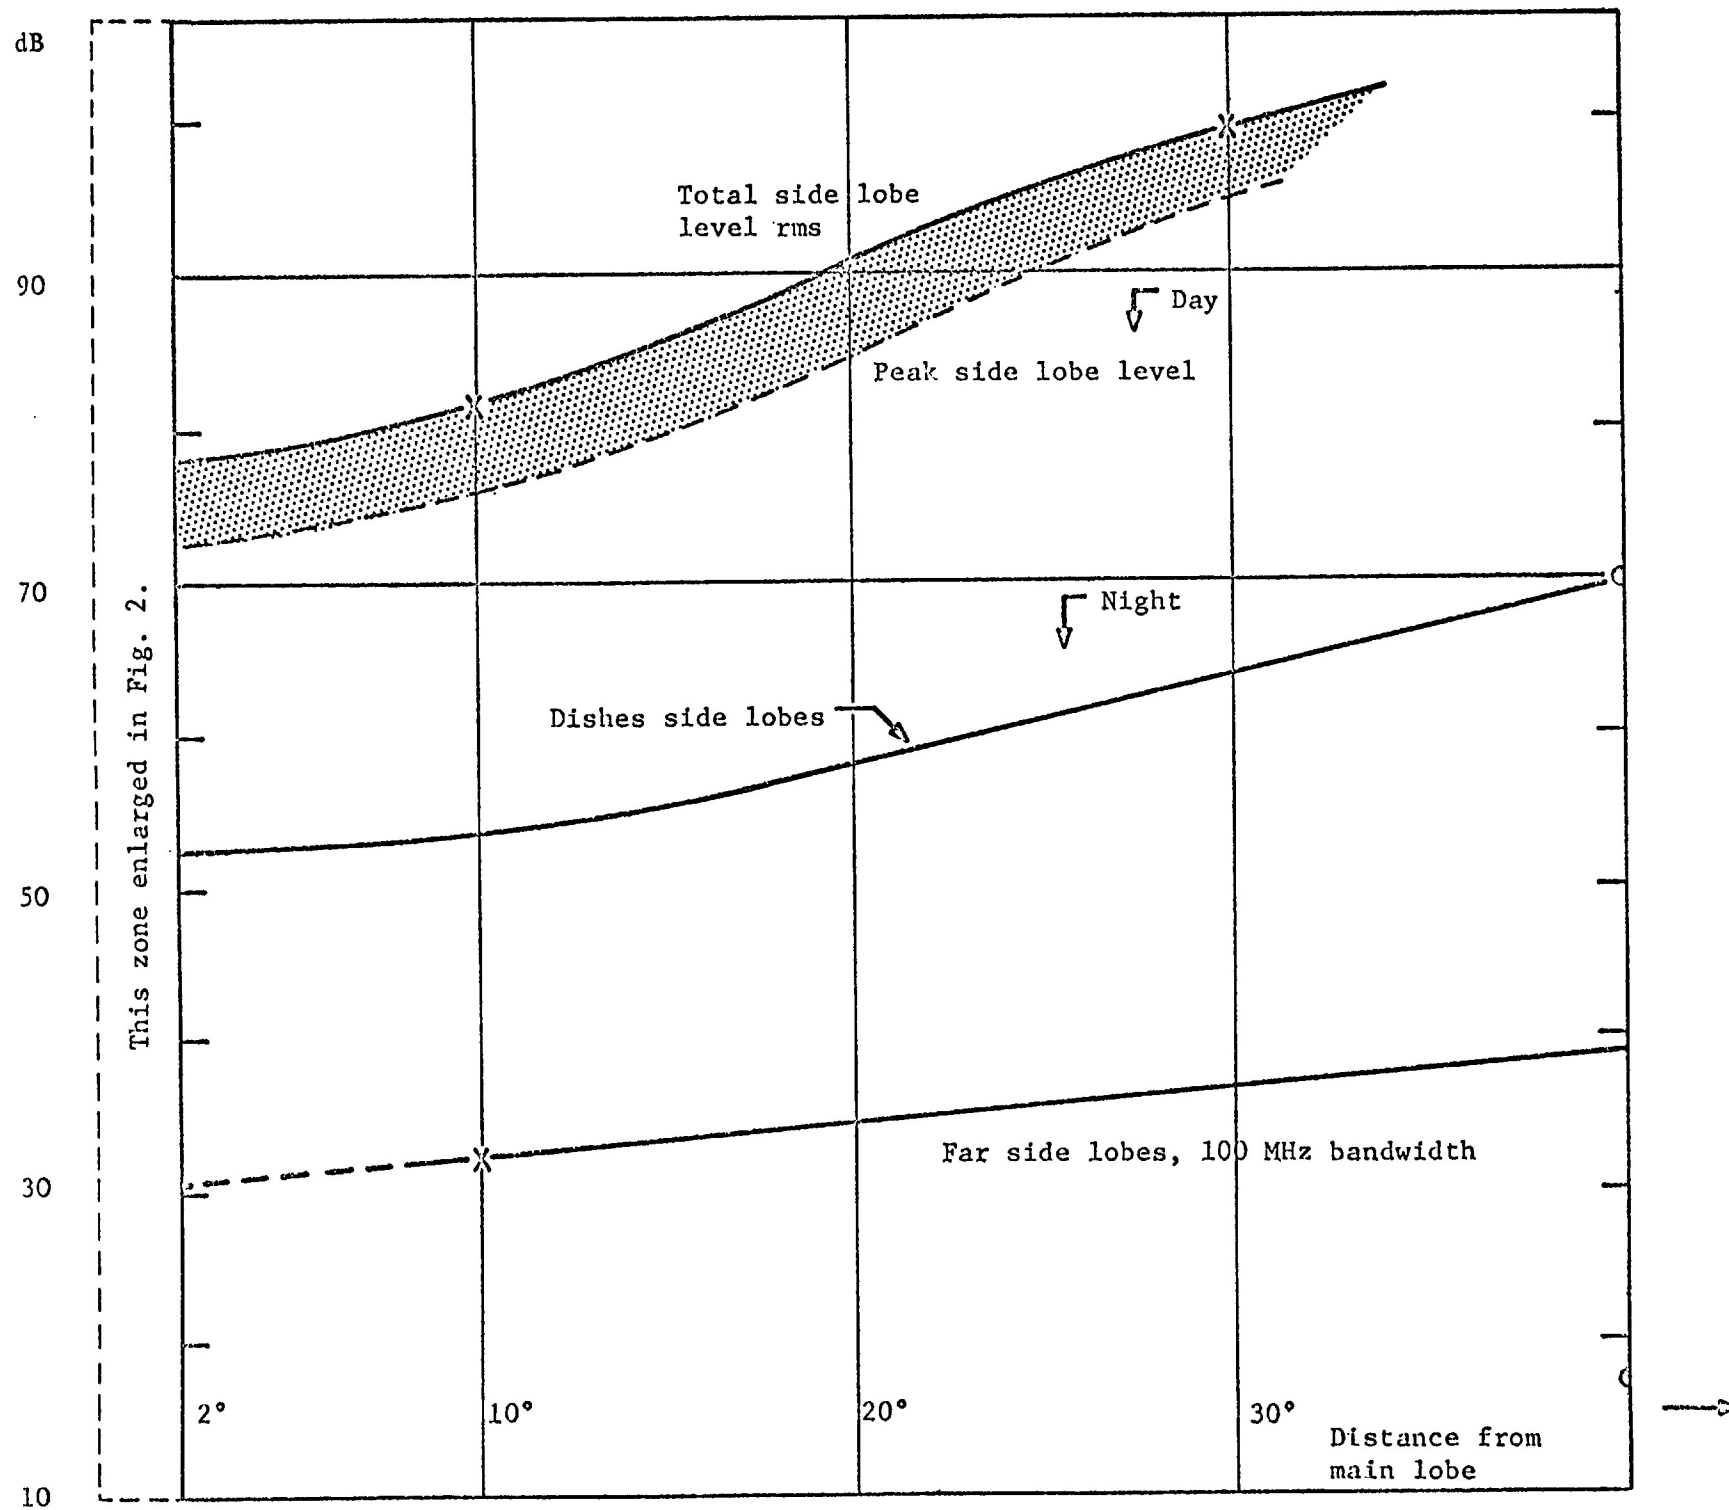 dB
Total side lobe
level rms
90
Day
Peak side lobe level
70
Night
This zone enlarged in Fig. 2.
Dishes side lobes
50
Far side lobes, 100 MHz bandwidth
30
2° 10° 20° 30°
Distance from
main lobe
10